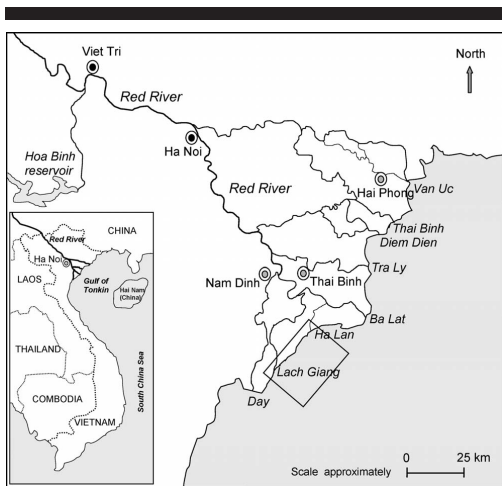 Viet Tri
North
Red River
Ha Noi
Hoa Binh
reservoir
Red River
Hai Phong
Van Uc
Thai Binh
Diem Dien
Tra Ly
Nam Dinh
Thai Binh
Ba Lat
Ha Lan
Lach Giang
Day
0 25 km
Scale approximately
Red River
CHINA
Ha Noi
LAOS
Gulf of
Tonkin
Hai Nam
(China)
THAILAND
South China Sea
COMBODIA
VIETNAM